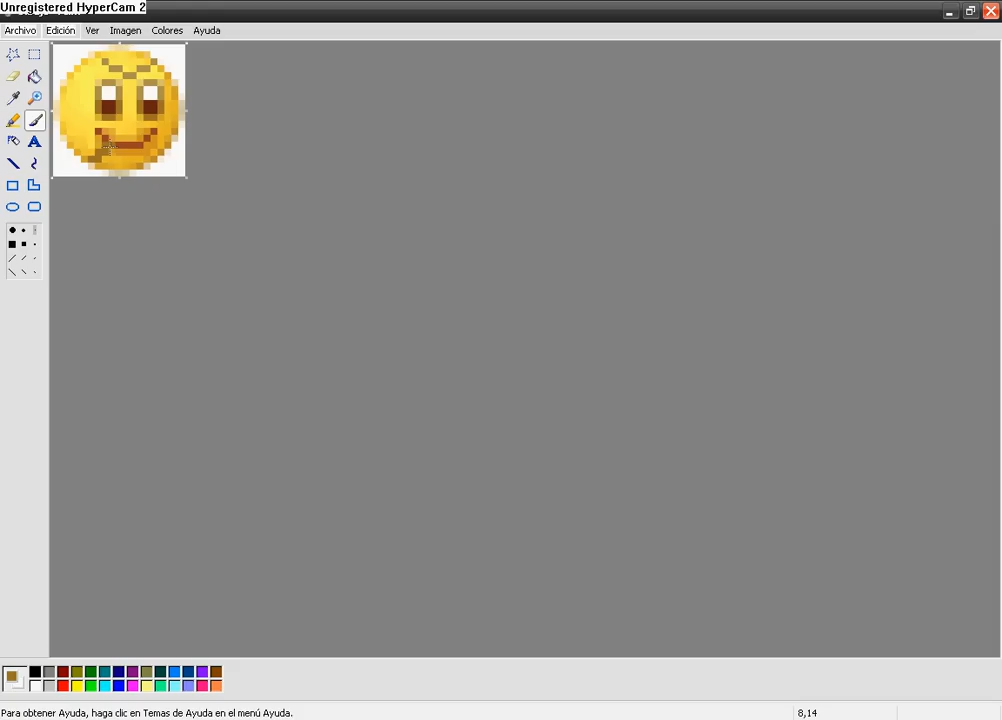 Unregistered HyperCam 2
Archivo Edición Ver Imagen Colores Ayuda
A
Para obtener Ayuda, haga clic en Temas de Ayuda en el menú Ayuda.
8,14